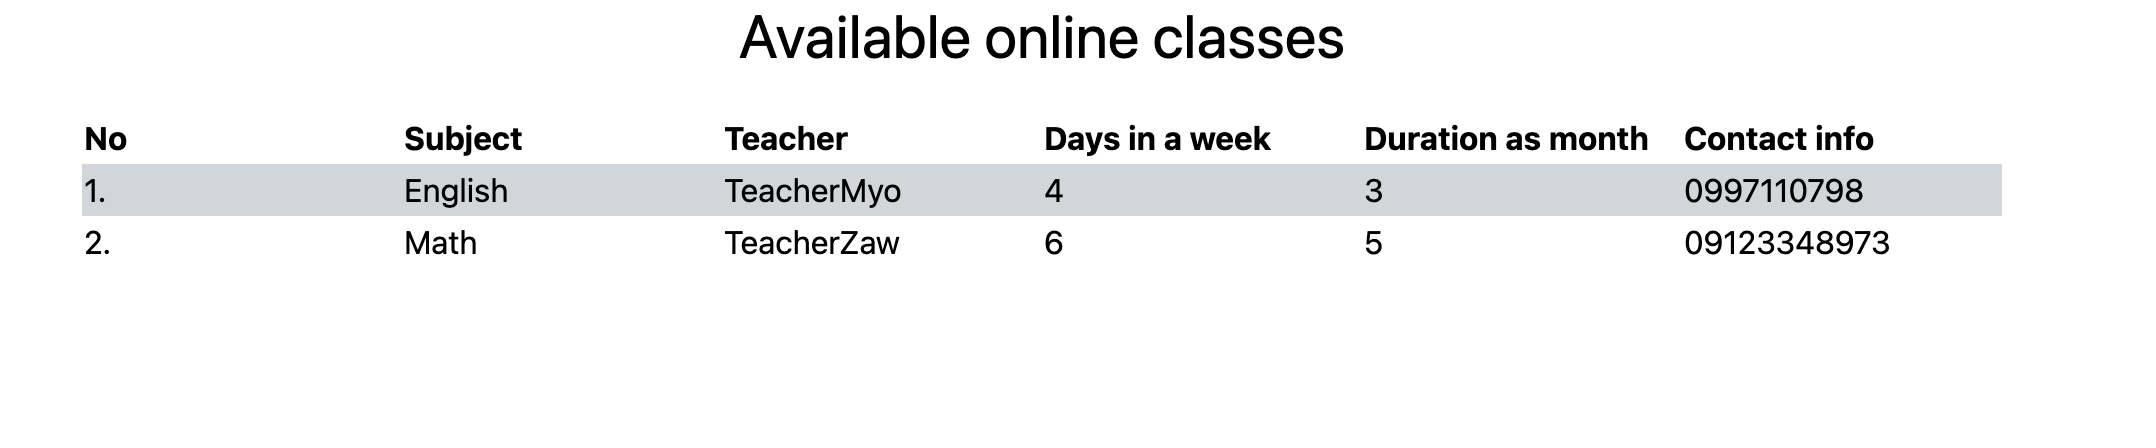 Available online classes
No Subject Teacher Days in a week Duration as month Contact info
1. English TeacherMyo 4 3 0997110798
2. Math TeacherZaw 6 5 09123348973